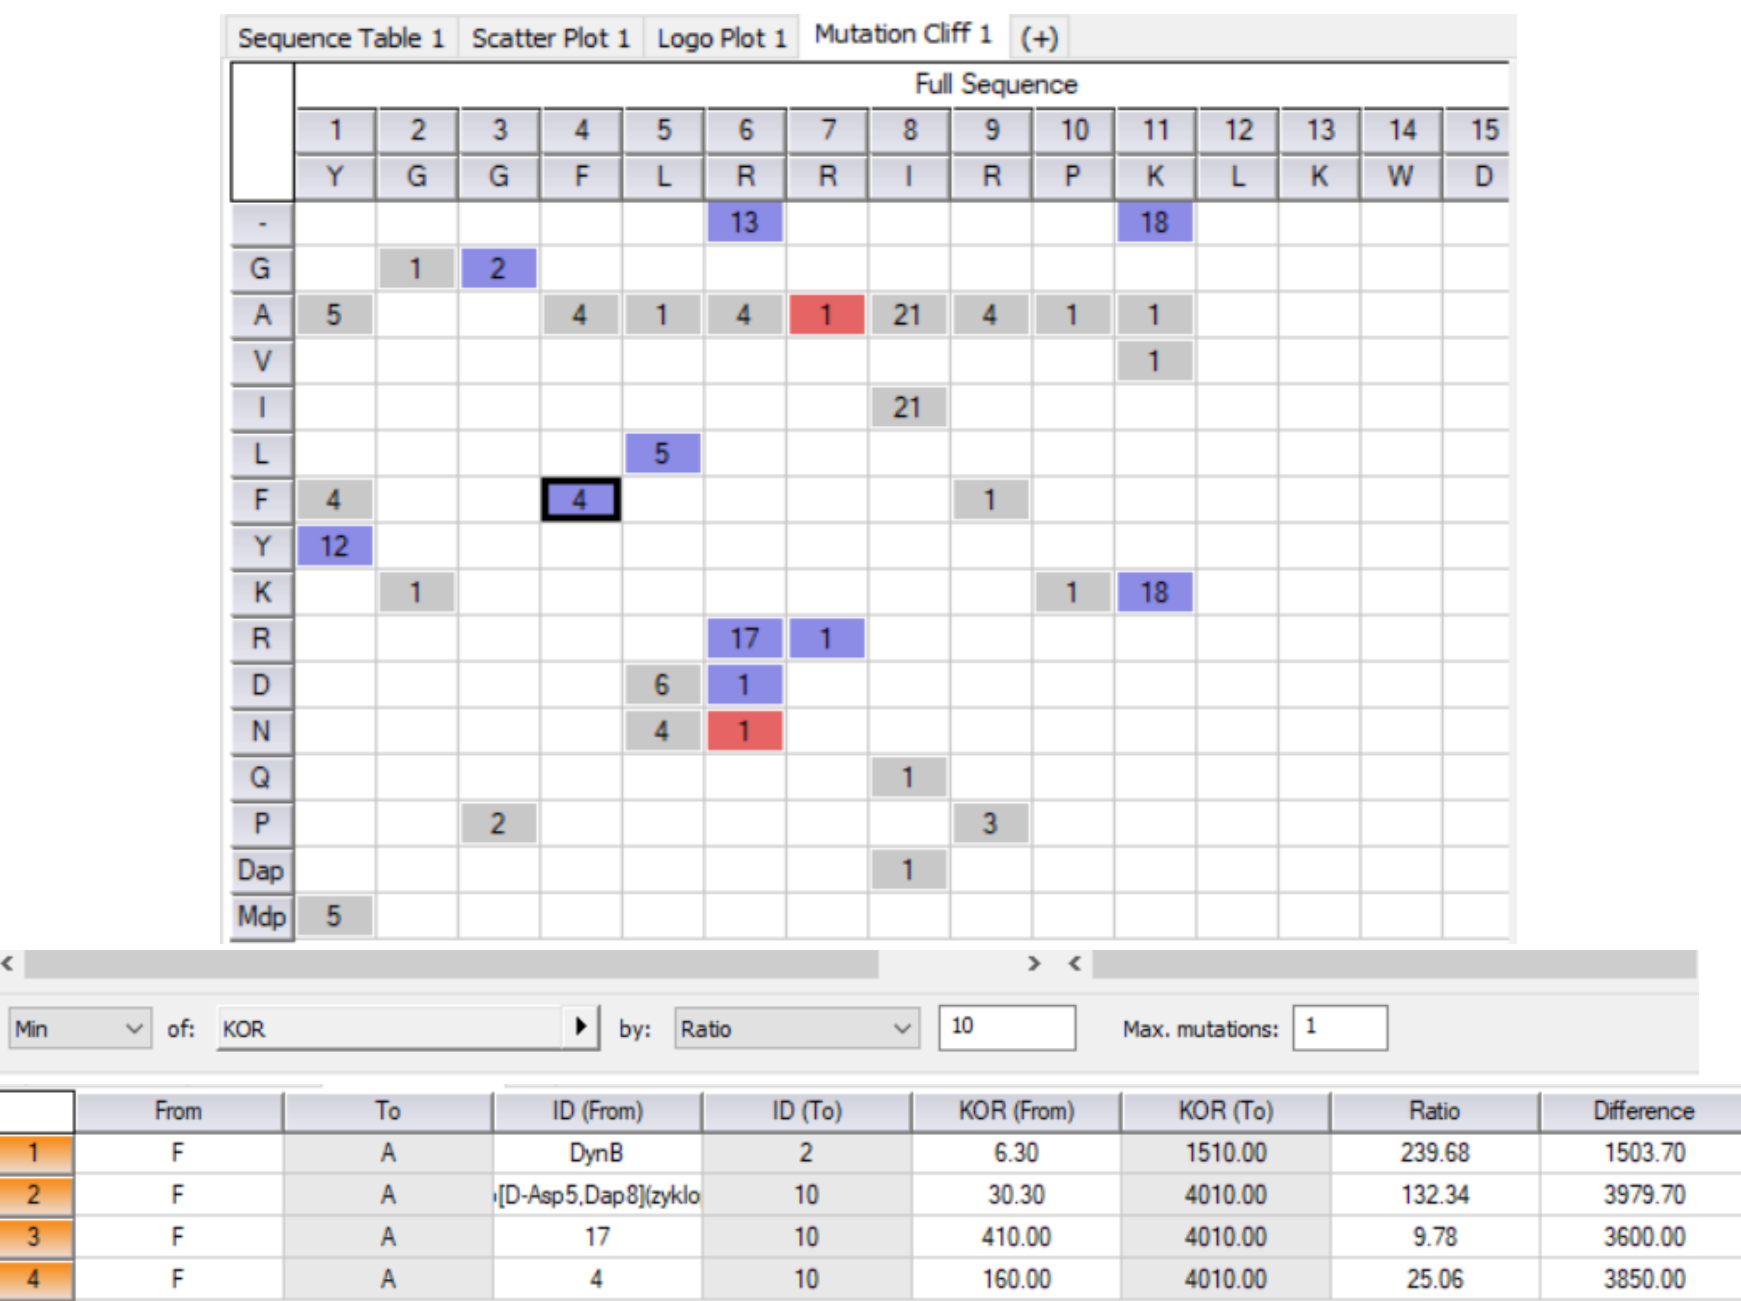 Sequence Table 1 Scatter Plot 1 Logo Plot 1 Mutation Cliff 1 (+)
Full Sequence
1 2 3 4 5 6 7 8 9 10 11 12 13 14 15
Y G G F L R R I R P K L K W D
- 13 18
G 1 2
A 5 4 1 4 1 21 4 1 1
V 1
I 21
L 5
F 4 4 1
Y 12
K 1 1 18
R 17 1
D 6 1
N 4 1
Q 1
P 2 3
Dap 1
Mdp 5
Min of: KOR by: Ratio 10 Max. mutations: 1
From To ID (From) ID (To) KOR (From) KOR (To) Ratio Difference
1 F A DynB 2 6.30 1510.00 239.68 1503.70
2 F A [D-Asp5,Dap8](zyklo 10 30.30 4010.00 132.34 3979.70
3 F A 17 10 410.00 4010.00 9.78 3600.00
4 F A 4 10 160.00 4010.00 25.06 3850.00